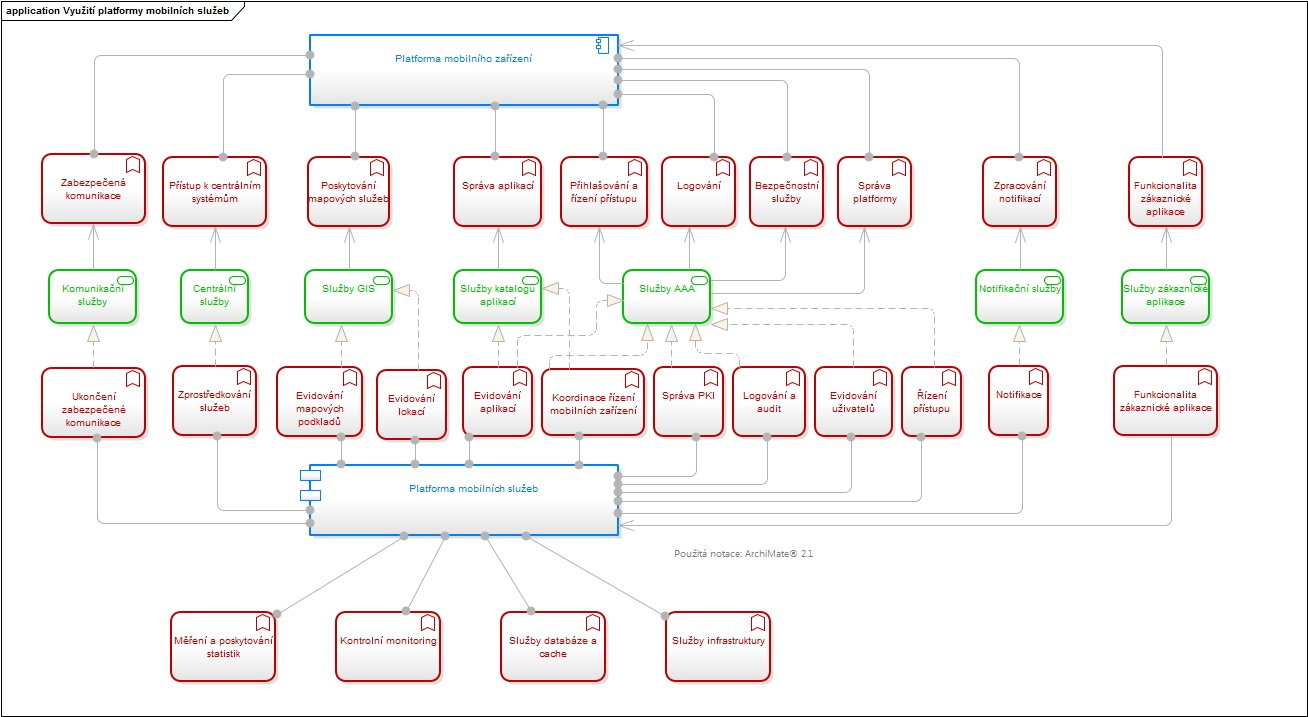 application Využití platformy mobilních služeb
Platforma mobilního zařízení
Zabezpečená
komunikace
Přístup k centrálním
systémům
Poskytování
mapových služeb
Správa aplikací
Přihlašování a
řízení přístupu
Logování
Bezpečnostní
služby
Správa
platformy
Zpracování
notifikací
Funkcionalita
zákaznické
aplikace
Komunikační
služby
Centrální
služby
Služby GIS
Služby katalogu
aplikací
Služby AAA
Notifikační služby
Služby zákaznické
aplikace
Ukončení
zabezpečené
komunikace
Zprostředkování
služeb
Evidování
mapových
podkladů
Evidování
lokací
Evidování
aplikací
Koordinace řízení
mobilních zařízení
Správa PKI
Logování a
audit
Evidování
uživatelů
Řízení
přístupu
Notifikace
Funkcionalita
zákaznické aplikace
Platforma mobilních služeb
Použitá notace: ArchiMate® 2.1
Měření a poskytování
statistik
Kontrolní monitoring
Služby databáze a
cache
Služby infrastruktury